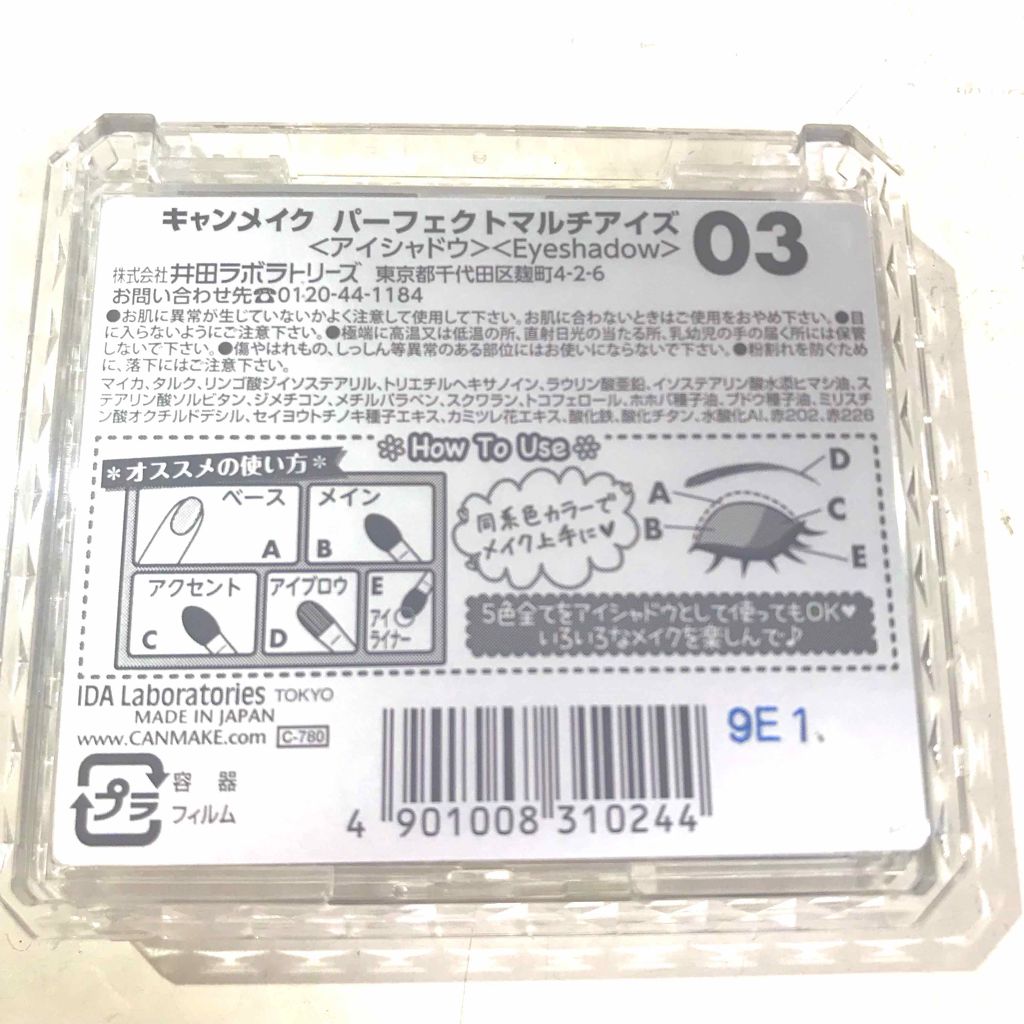 キャンメイク パーフェクトマルチアイズ 03
<アイシャドウ><Eyeshadow>
株式会社 井田ラボラトリーズ 東京都千代田区麹町4-2-6
お問い合わせ先☎0120-44-1184
●お肌に異常が生じていないかよく注意して使用して下さい。お肌に合わないときはご使用をおやめ下さい。●目
に入らないようにご注意下さい。●極端に高温又は低温の所、直射日光の当たる所、乳幼児の手の届く所には保管
しないで下さい。●傷やはれもの、しっしん等異常のある部位にはお使いにならないで下さい。●粉割れを防ぐため
に、落下にはご注意下さい。
マイカ、タルク、リンゴ酸ジイソステアリル、トリエチルヘキサノイン、ラウリン酸亜鉛、イソステアリン酸水添ヒマシ油、ス
テアリン酸ソルビタン、ジメチコン、メチルパラベン、スクワラン、トコフェロール、ホホバ種子油、ブドウ種子油、ミリスチ
ン酸オクチルドデシル、セイヨウトチノキ種子エキス、カミツレ花エキス、酸化鉄、酸化チタン、水酸化Al、赤202、赤226
How To Use
*オススメの使い方*
ベース
A
メイン
B
アクセント
C
アイブロウ
D
E
アイ
ライナー
同系色カラーで
メイク上手に♥
A
B
D
C
E
5色全てをアイシャドウとして使ってもOK♥
いろいろなメイクを楽しんで♪
IDA Laboratories TOKYO
MADE IN JAPAN
www.CANMAKE.com C-780
プラ
容 器
フィルム
4 901008 310244
9E1、